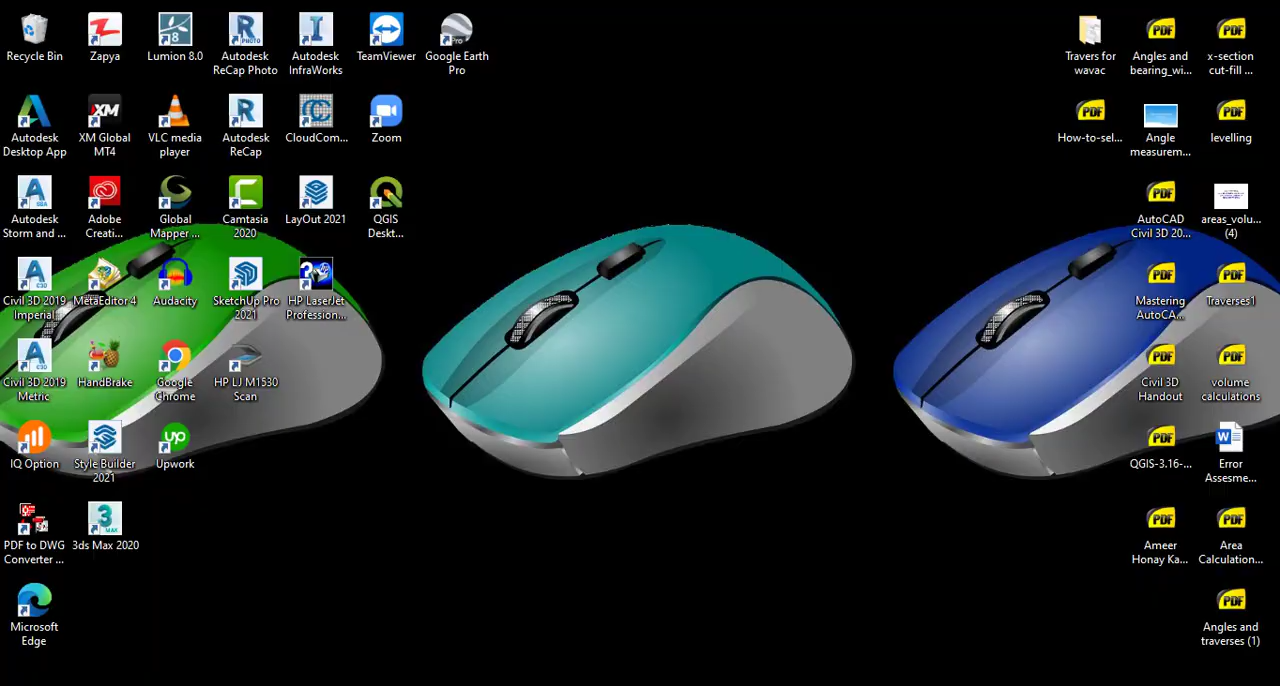 Recycle Bin
Zapya
Lumion 8.0
Autodesk
ReCap Photo
Autodesk
InfraWorks
TeamViewer
Google Earth
Pro
Autodesk
Desktop App
XM Global
MT4
VLC media
player
Autodesk
ReCap
CloudCom...
Zoom
Autodesk
Storm and ...
Adobe
Creati...
Global
Mapper ...
Camtasia
2020
LayOut 2021
QGIS
Deskt...
Civil 3D 2019
Imperial
MetaEditor 4
Audacity
SketchUp Pro
2021
HP LaserJet
Profession...
Civil 3D 2019
Metric
HandBrake
Google
Chrome
HP LJ M1530
Scan
IQ Option
Style Builder
2021
Upwork
PDF to DWG
Converter ...
3ds Max 2020
Microsoft
Edge
Travers for
wavac
Angles and
bearing_wi...
x-section
cut-fill ...
How-to-sel...
Angle
measurem...
levelling
AutoCAD
Civil 3D 20...
areas_volu...
(4)
Mastering
AutoCA...
Traverses1
Civil 3D
Handout
volume
calculations
QGIS-3.16-...
Error
Assesme...
Ameer
Honay Ka...
Area
Calculation...
Angles and
traverses (1)